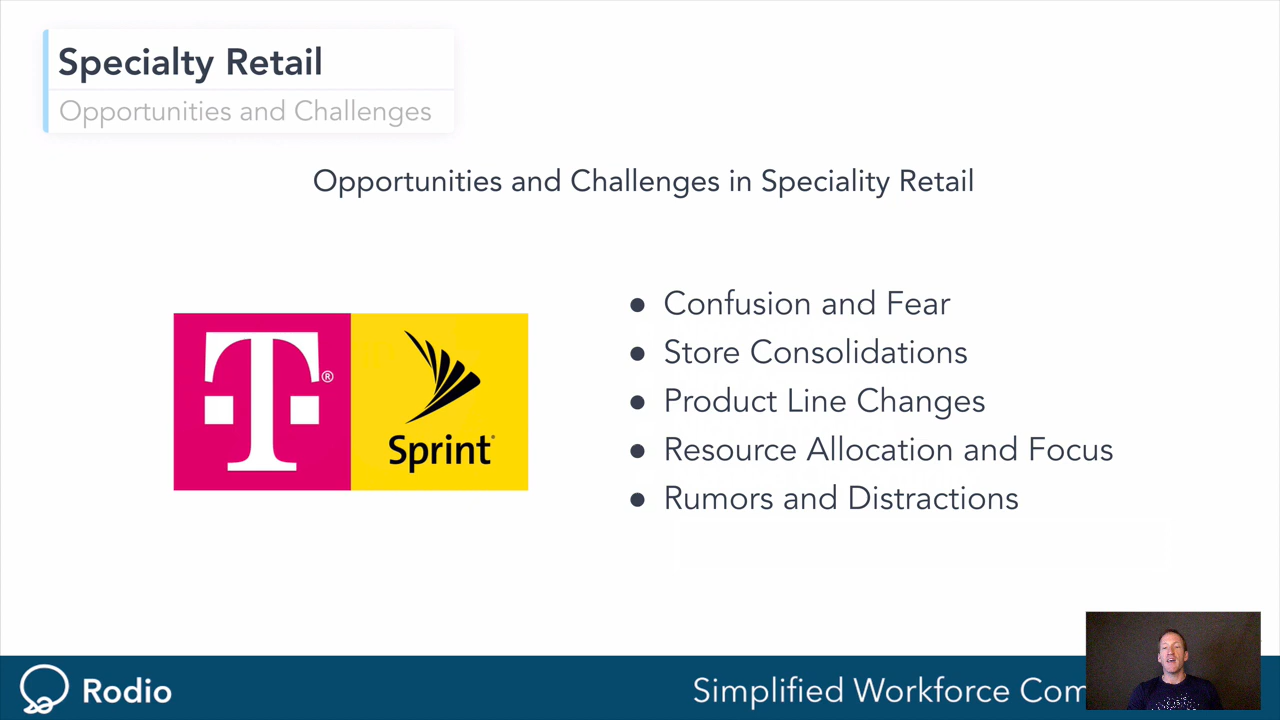 Specialty Retail
Opportunities and Challenges
Opportunities and Challenges in Speciality Retail
T®
Sprint
● Confusion and Fear
● Store Consolidations
● Product Line Changes
● Resource Allocation and Focus
● Rumors and Distractions
Rodio
Simplified Workforce Com